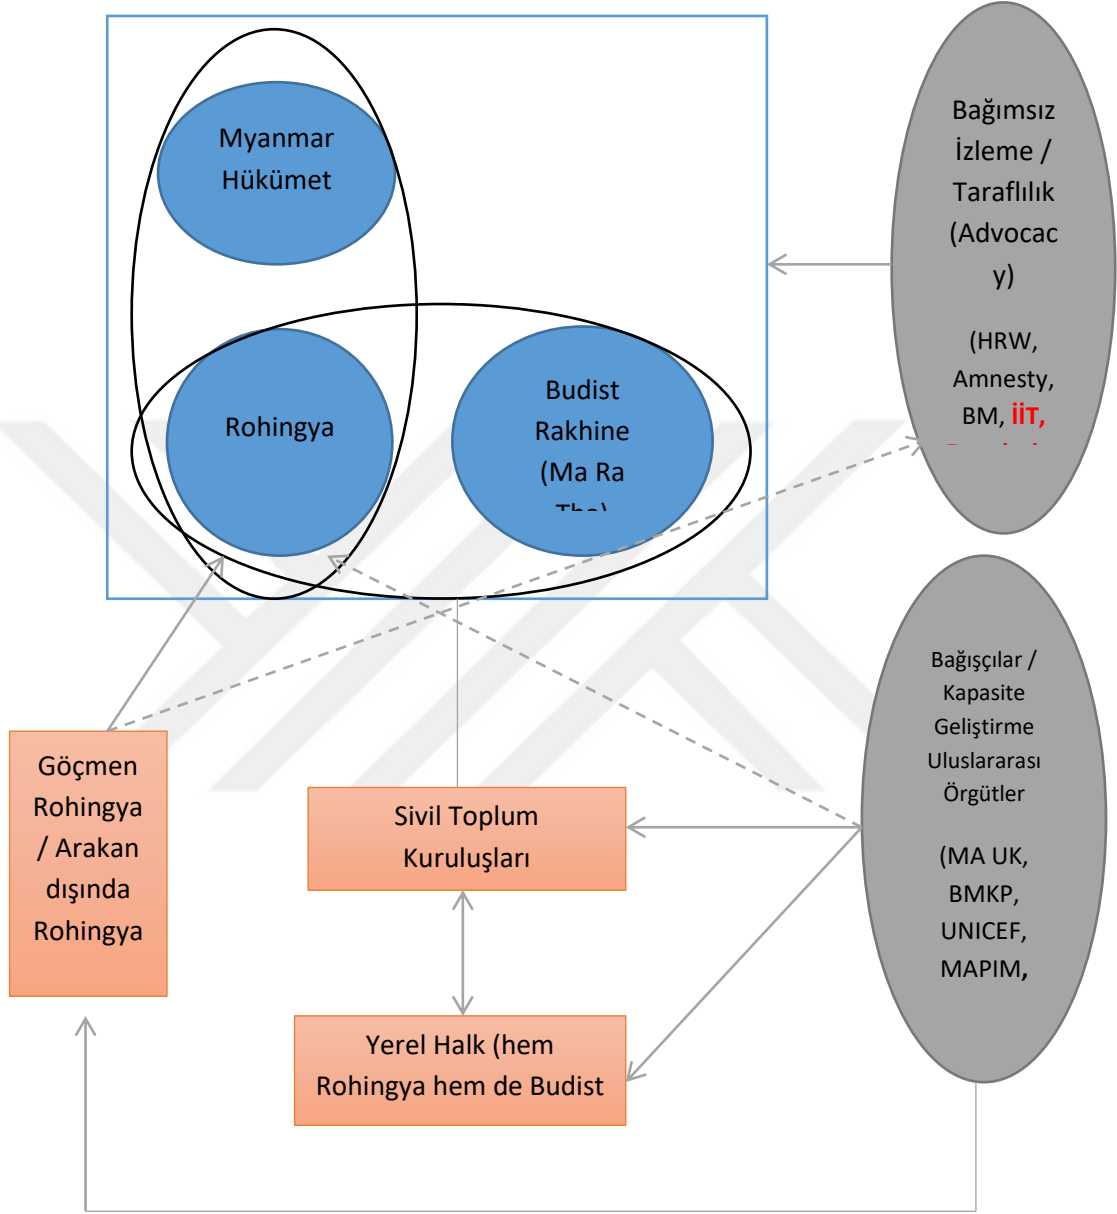 Myanmar
Hükümet
Rohingya
Budist
Rakhine
(Ma Ra
Bağımsız
İzleme /
Taraflılık
(Advocac
y)
(HRW,
Amnesty,
BM, İİT,
Göçmen
Rohingya
/ Arakan
dışında
Rohingya
Sivil Toplum
Kuruluşları
Yerel Halk (hem
Rohingya hem de Budist
Bağışçılar /
Kapasite
Geliştirme
Uluslararası
Örgütler
(MA UK,
BMKP,
UNICEF,
MAPIM,